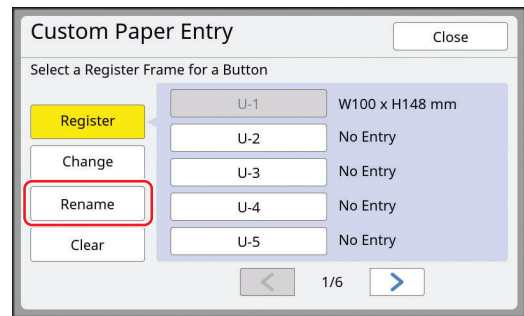 Custom Paper Entry
Close
Select a Register Frame for a Button
Register
Change
Rename
Clear
U-1 W100 x H148 mm
U-2 No Entry
U-3 No Entry
U-4 No Entry
U-5 No Entry
1/6